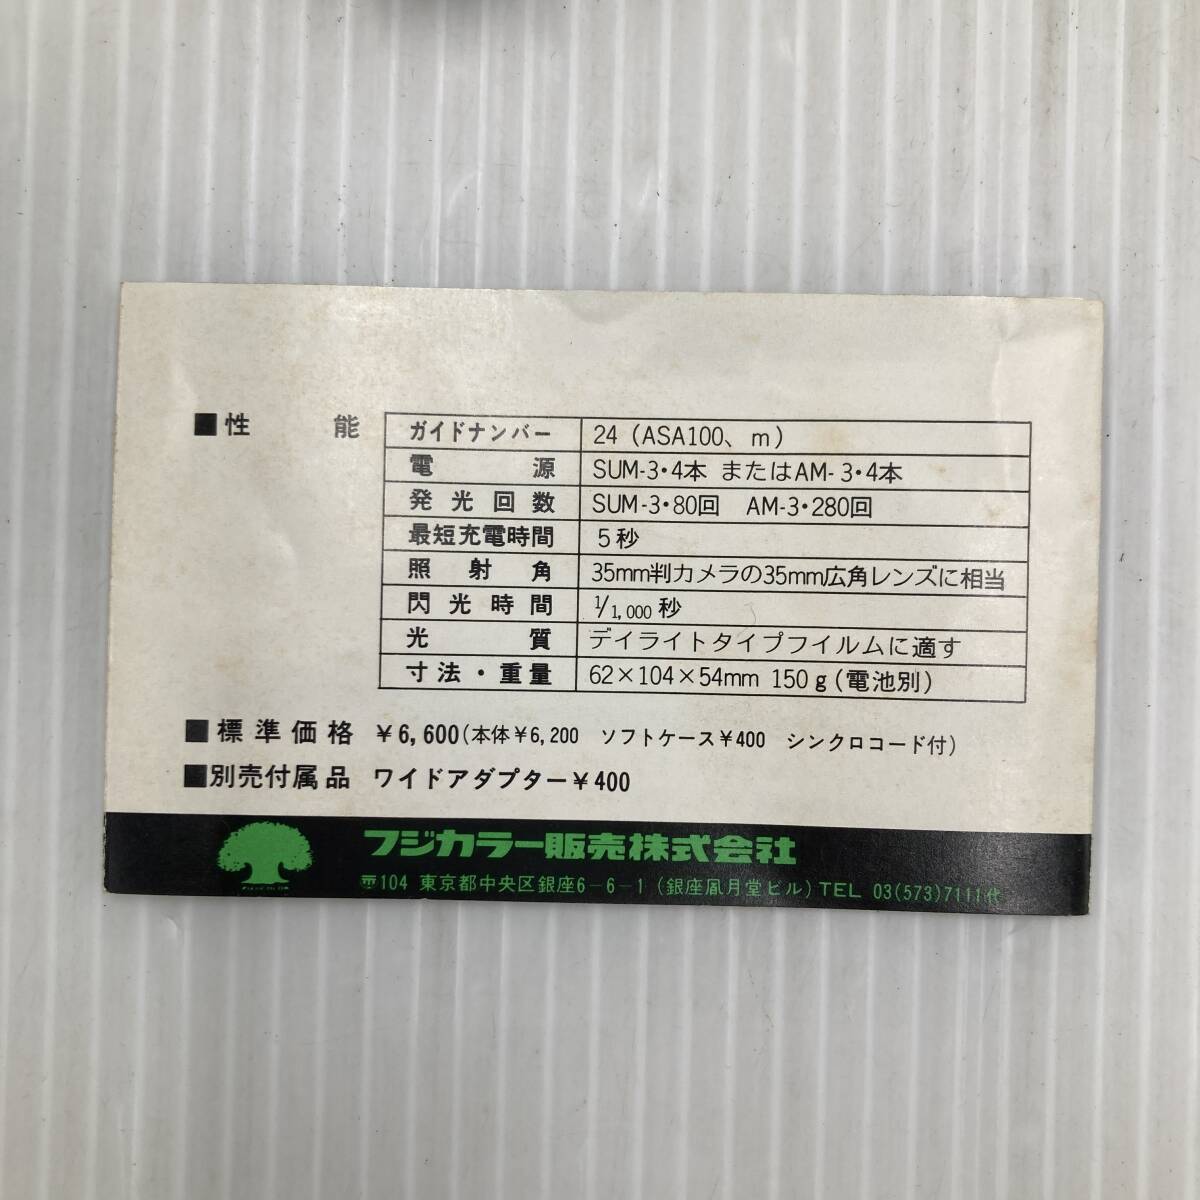 ■性能
ガイドナンバー 24（ASA100、m）
電源 SUM-3・4本 またはAM-3・4本
発光回数 SUM-3・80回 AM-3・280回
最短充電時間 5秒
照射角 35mm判カメラの35mm広角レンズに相当
閃光時間 1/1,000秒
光質 デイライトタイプフイルムに適す
寸法・重量 62×104×54mm 150g（電池別）
■標準価格 ￥6,600（本体￥6,200 ソフトケース￥400 シンクロコード付）
■別売付属品 ワイドアダプター￥400
フジカラー販売株式会社
〒104 東京都中央区銀座6-6-1（銀座凮月堂ビル）TEL 03(573)7111代